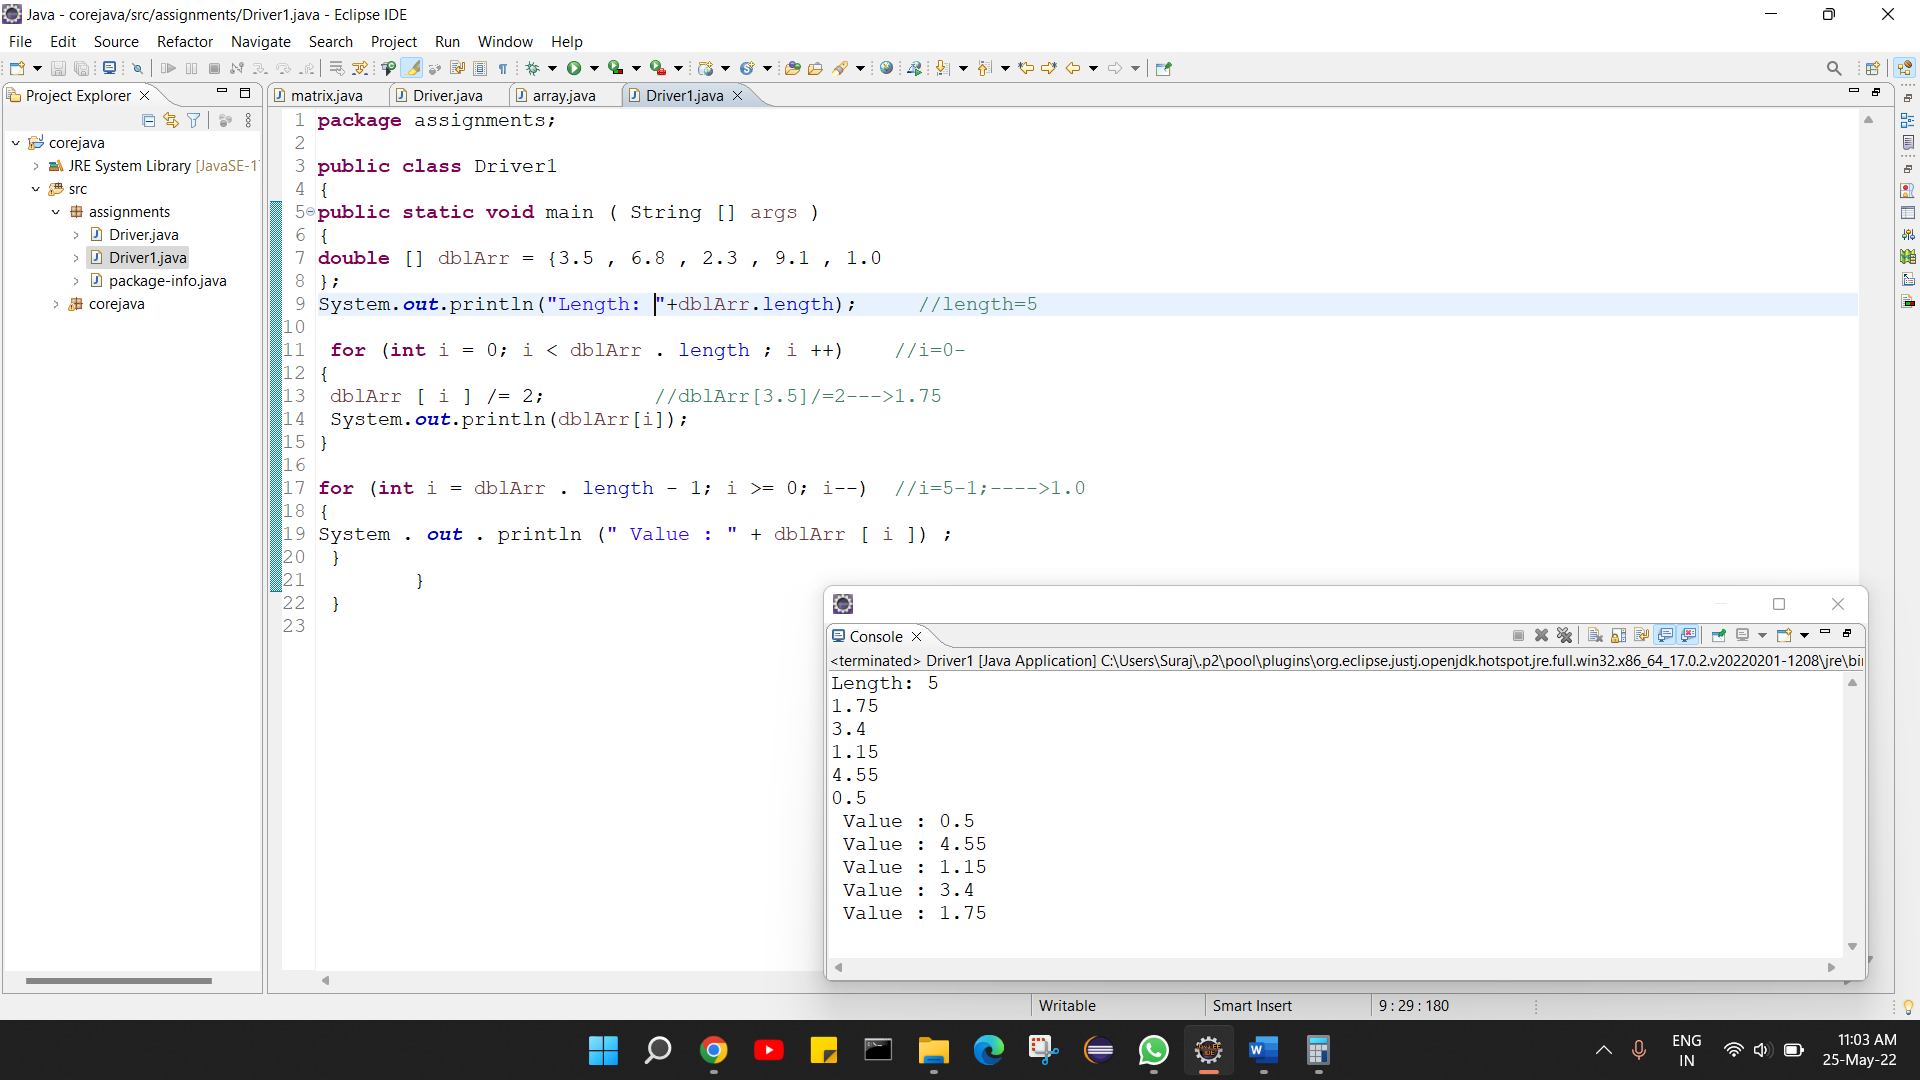 Java - corejava/src/assignments/Driver1.java - Eclipse IDE
File Edit Source Refactor Navigate Search Project Run Window Help
Project Explorer
matrix.java Driver.java array.java Driver1.java
corejava
JRE System Library [JavaSE-1
src
assignments
Driver.java
Driver1.java
package-info.java
corejava
1 package assignments;
2
3 public class Driver1
4 {
5 public static void main ( String [] args )
6 {
7 double [] dblArr = {3.5 , 6.8 , 2.3 , 9.1 , 1.0
8 };
9 System.out.println("Length: "+dblArr.length); //length=5
10
11 for (int i = 0; i < dblArr . length ; i ++) //i=0-
12 {
13 dblArr [ i ] /= 2; //dblArr[3.5]/=2--->1.75
14 System.out.println(dblArr[i]);
15 }
16
17 for (int i = dblArr . length - 1; i >= 0; i--) //i=5-1;---->1.0
18 {
19 System . out . println (" Value : " + dblArr [ i ]) ;
20 }
21 }
22 }
23
Console
<terminated> Driver1 [Java Application] C:\Users\Suraj\.p2\pool\plugins\org.eclipse.justj.openjdk.hotspot.jre.full.win32.x86_64_17.0.2.v20220201-1208\jre\bi
Length: 5
1.75
3.4
1.15
4.55
0.5
Value : 0.5
Value : 4.55
Value : 1.15
Value : 3.4
Value : 1.75
Writable Smart Insert 9 : 29 : 180
ENG
IN
11:03 AM
25-May-22